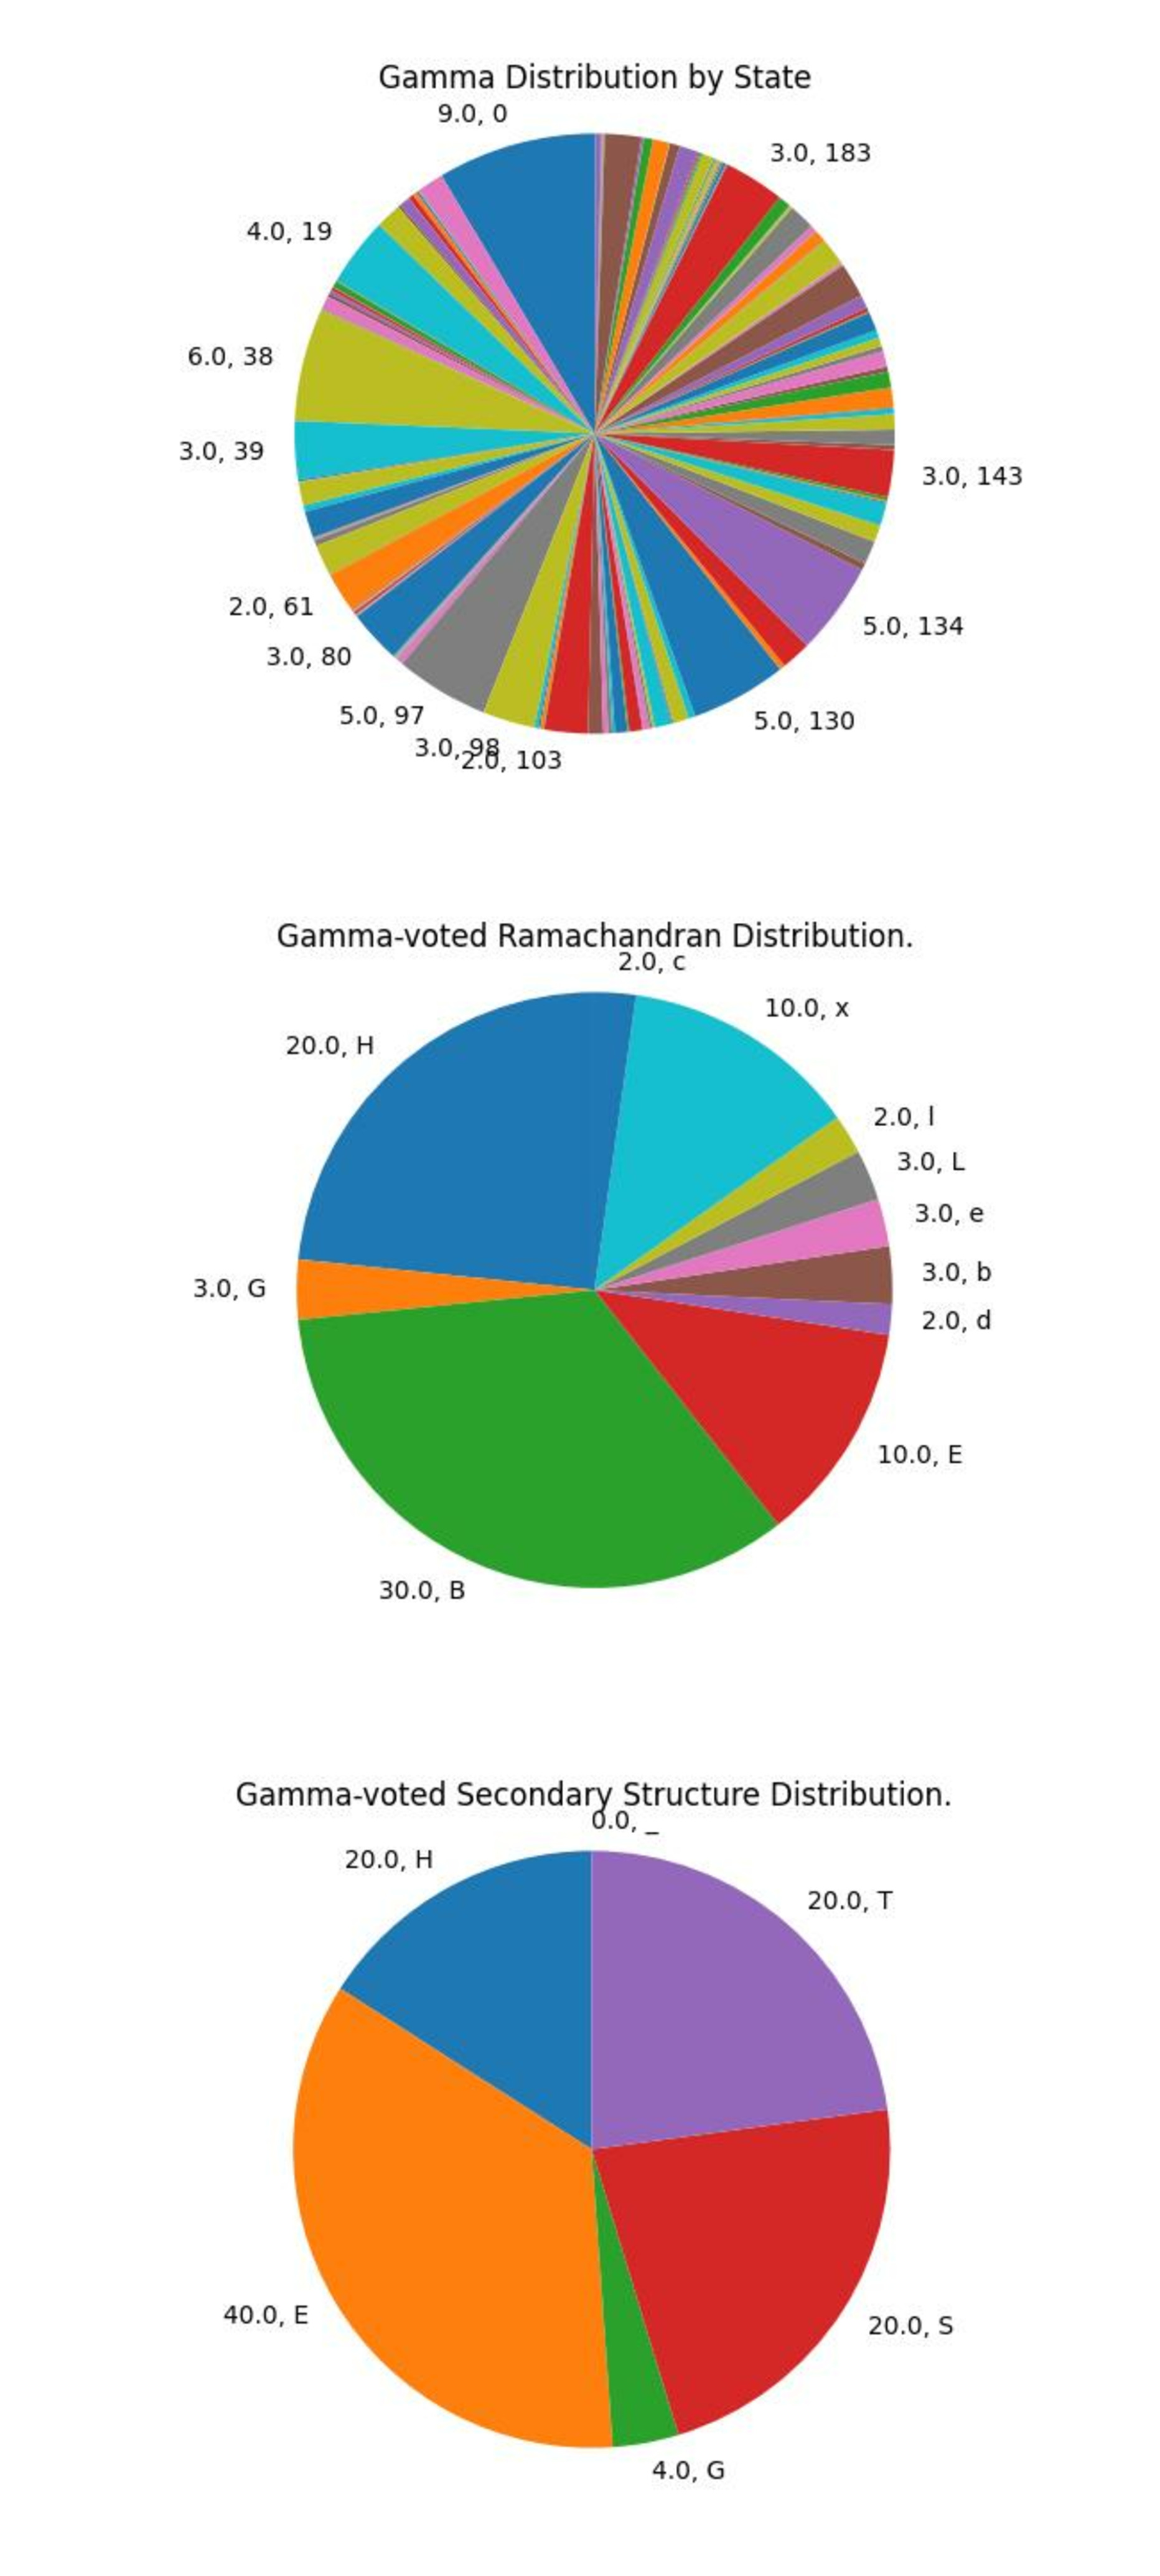 Gamma Distribution by State
9.0, 0
3.0, 183
4.0, 19
6.0, 38
3.0, 39
3.0, 143
2.0, 61
5.0, 134
3.0, 80
5.0, 97
5.0, 130
3.0, 98
2.0, 103
Gamma-voted Ramachandran Distribution.
2.0, c
10.0, x
20.0, H
2.0, l
3.0, L
3.0, e
3.0, b
3.0, G
2.0, d
10.0, E
30.0, B
Gamma-voted Secondary Structure Distribution.
0.0, _
20.0, H
20.0, T
40.0, E
20.0, S
4.0, G